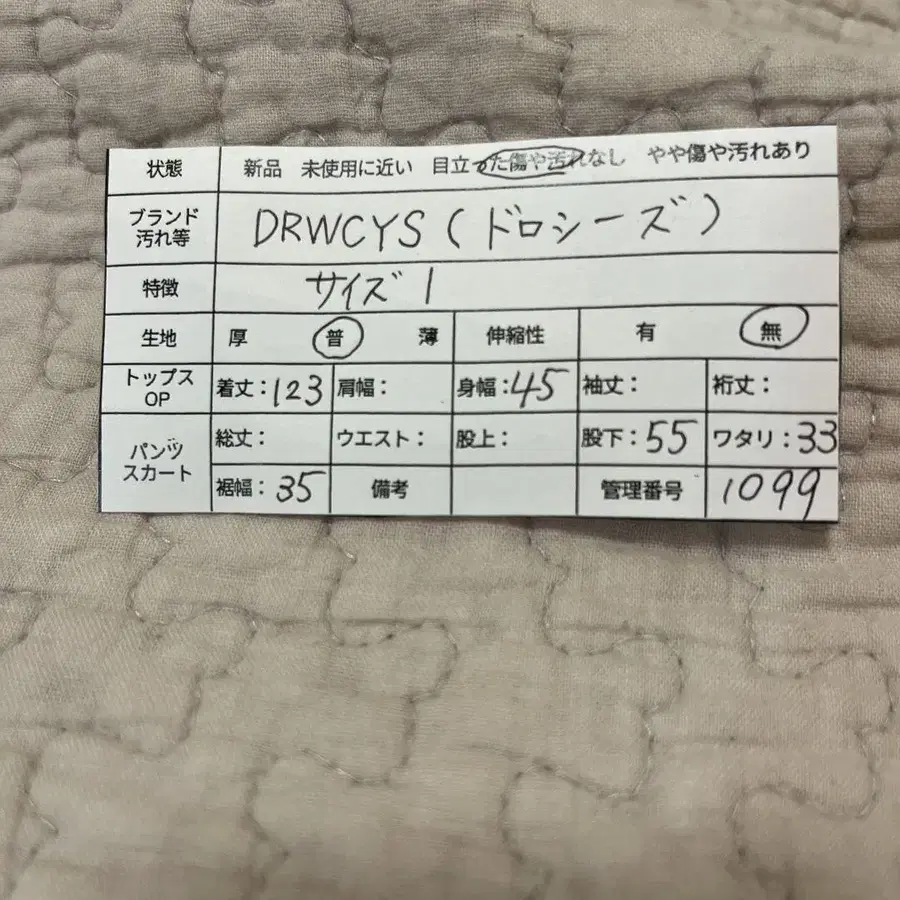 状態 新品 未使用に近い 目立った傷や汚れなし やや傷や汚れあり
ブランド
汚れ等 DRWCYS(ドロシーズ)
特徴 サイズ1
生地 厚 普 薄 伸縮性 有 無
トップス
OP 着丈:123 肩幅: 身幅:45 袖丈: 裄丈:
パンツ
スカート 総丈: ウエスト: 股上: 股下:55 ワタリ:33
裾幅:35 備考 管理番号 1099